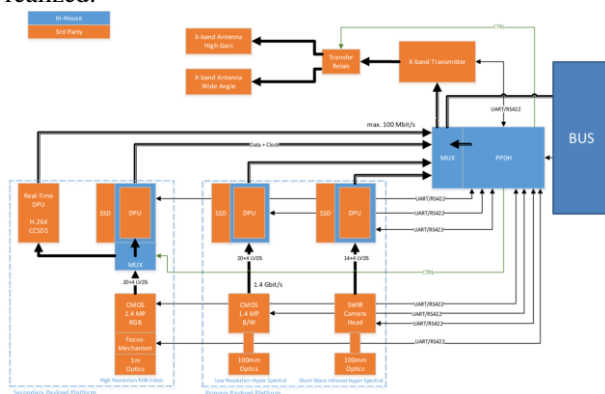 realized.
In-House
3rd Party
X-band Antenna
High Gain
X-band Antenna
Wide Angle
Transfer
Relais
X-band Transmitter
CTRL
UART/RS422
max. 100 Mbit/s
Data + Clock
MUX
PPDH
BUS
Real-Time
DPU
H.264
CCSDS
SSD
DPU
MUX
SSD
DPU
SSD
DPU
UART/RS422
UART/RS422
UART/RS422
CTRL
20+4 LVDS
20+4 LVDS
14+4 LVDS
1.4 Gbit/s
CMOS
1.4 MP
RGB
Focus-
Mechanism
1m
Optics
CMOS
1.4 MP
B/W
100mm
Optics
SWIR
Camera
Head
100mm
Optics
UART/RS422
UART/RS422
UART/RS422
UART/RS422
High Resolution RGB Video
Low Resolution Hyper Spectral
Short Wave Infrared Hyper Spectral
Secondary Payload Platform
Primary Payload Platform